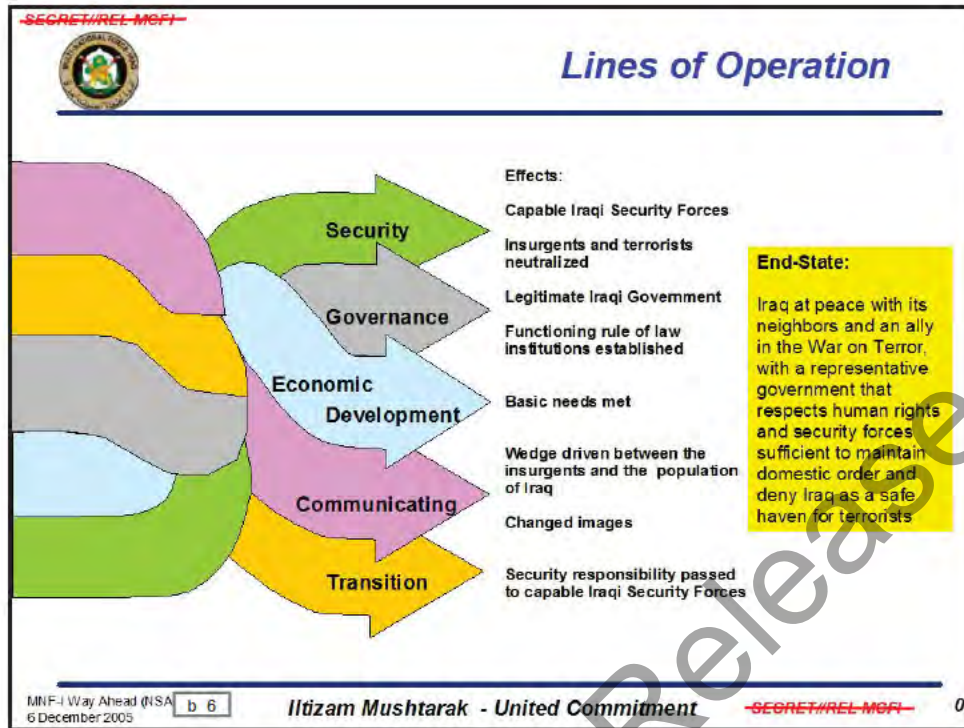 SECRET//REL MCFI
Lines of Operation
Security
Governance
Economic
Development
Communicating
Transition
Effects:
Capable Iraqi Security Forces
Insurgents and terrorists
neutralized
Legitimate Iraqi Government
Functioning rule of law
institutions established
Basic needs met
Wedge driven between the
insurgents and the population
of Iraq
Changed images
Security responsibility passed
to capable Iraqi Security Forces
End-State:
Iraq at peace with its
neighbors and an ally
in the War on Terror,
with a representative
government that
respects human rights
and security forces
sufficient to maintain
domestic order and
deny Iraq as a safe
haven for terrorists
Release
MNF-I Way Ahead (NSA
6 December 2005
b 6
Iltizam Mushtarak - United Commitment
SECRET//REL MCFI
0